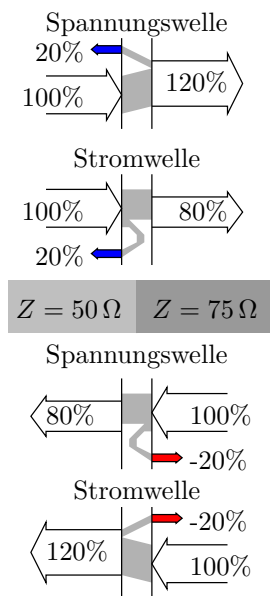 Spannungswelle
20%
120%
100%
Stromwelle
100%
80%
20%
Z = 50 Ω
Z = 75 Ω
Spannungswelle
80%
100%
-20%
Stromwelle
-20%
120%
100%